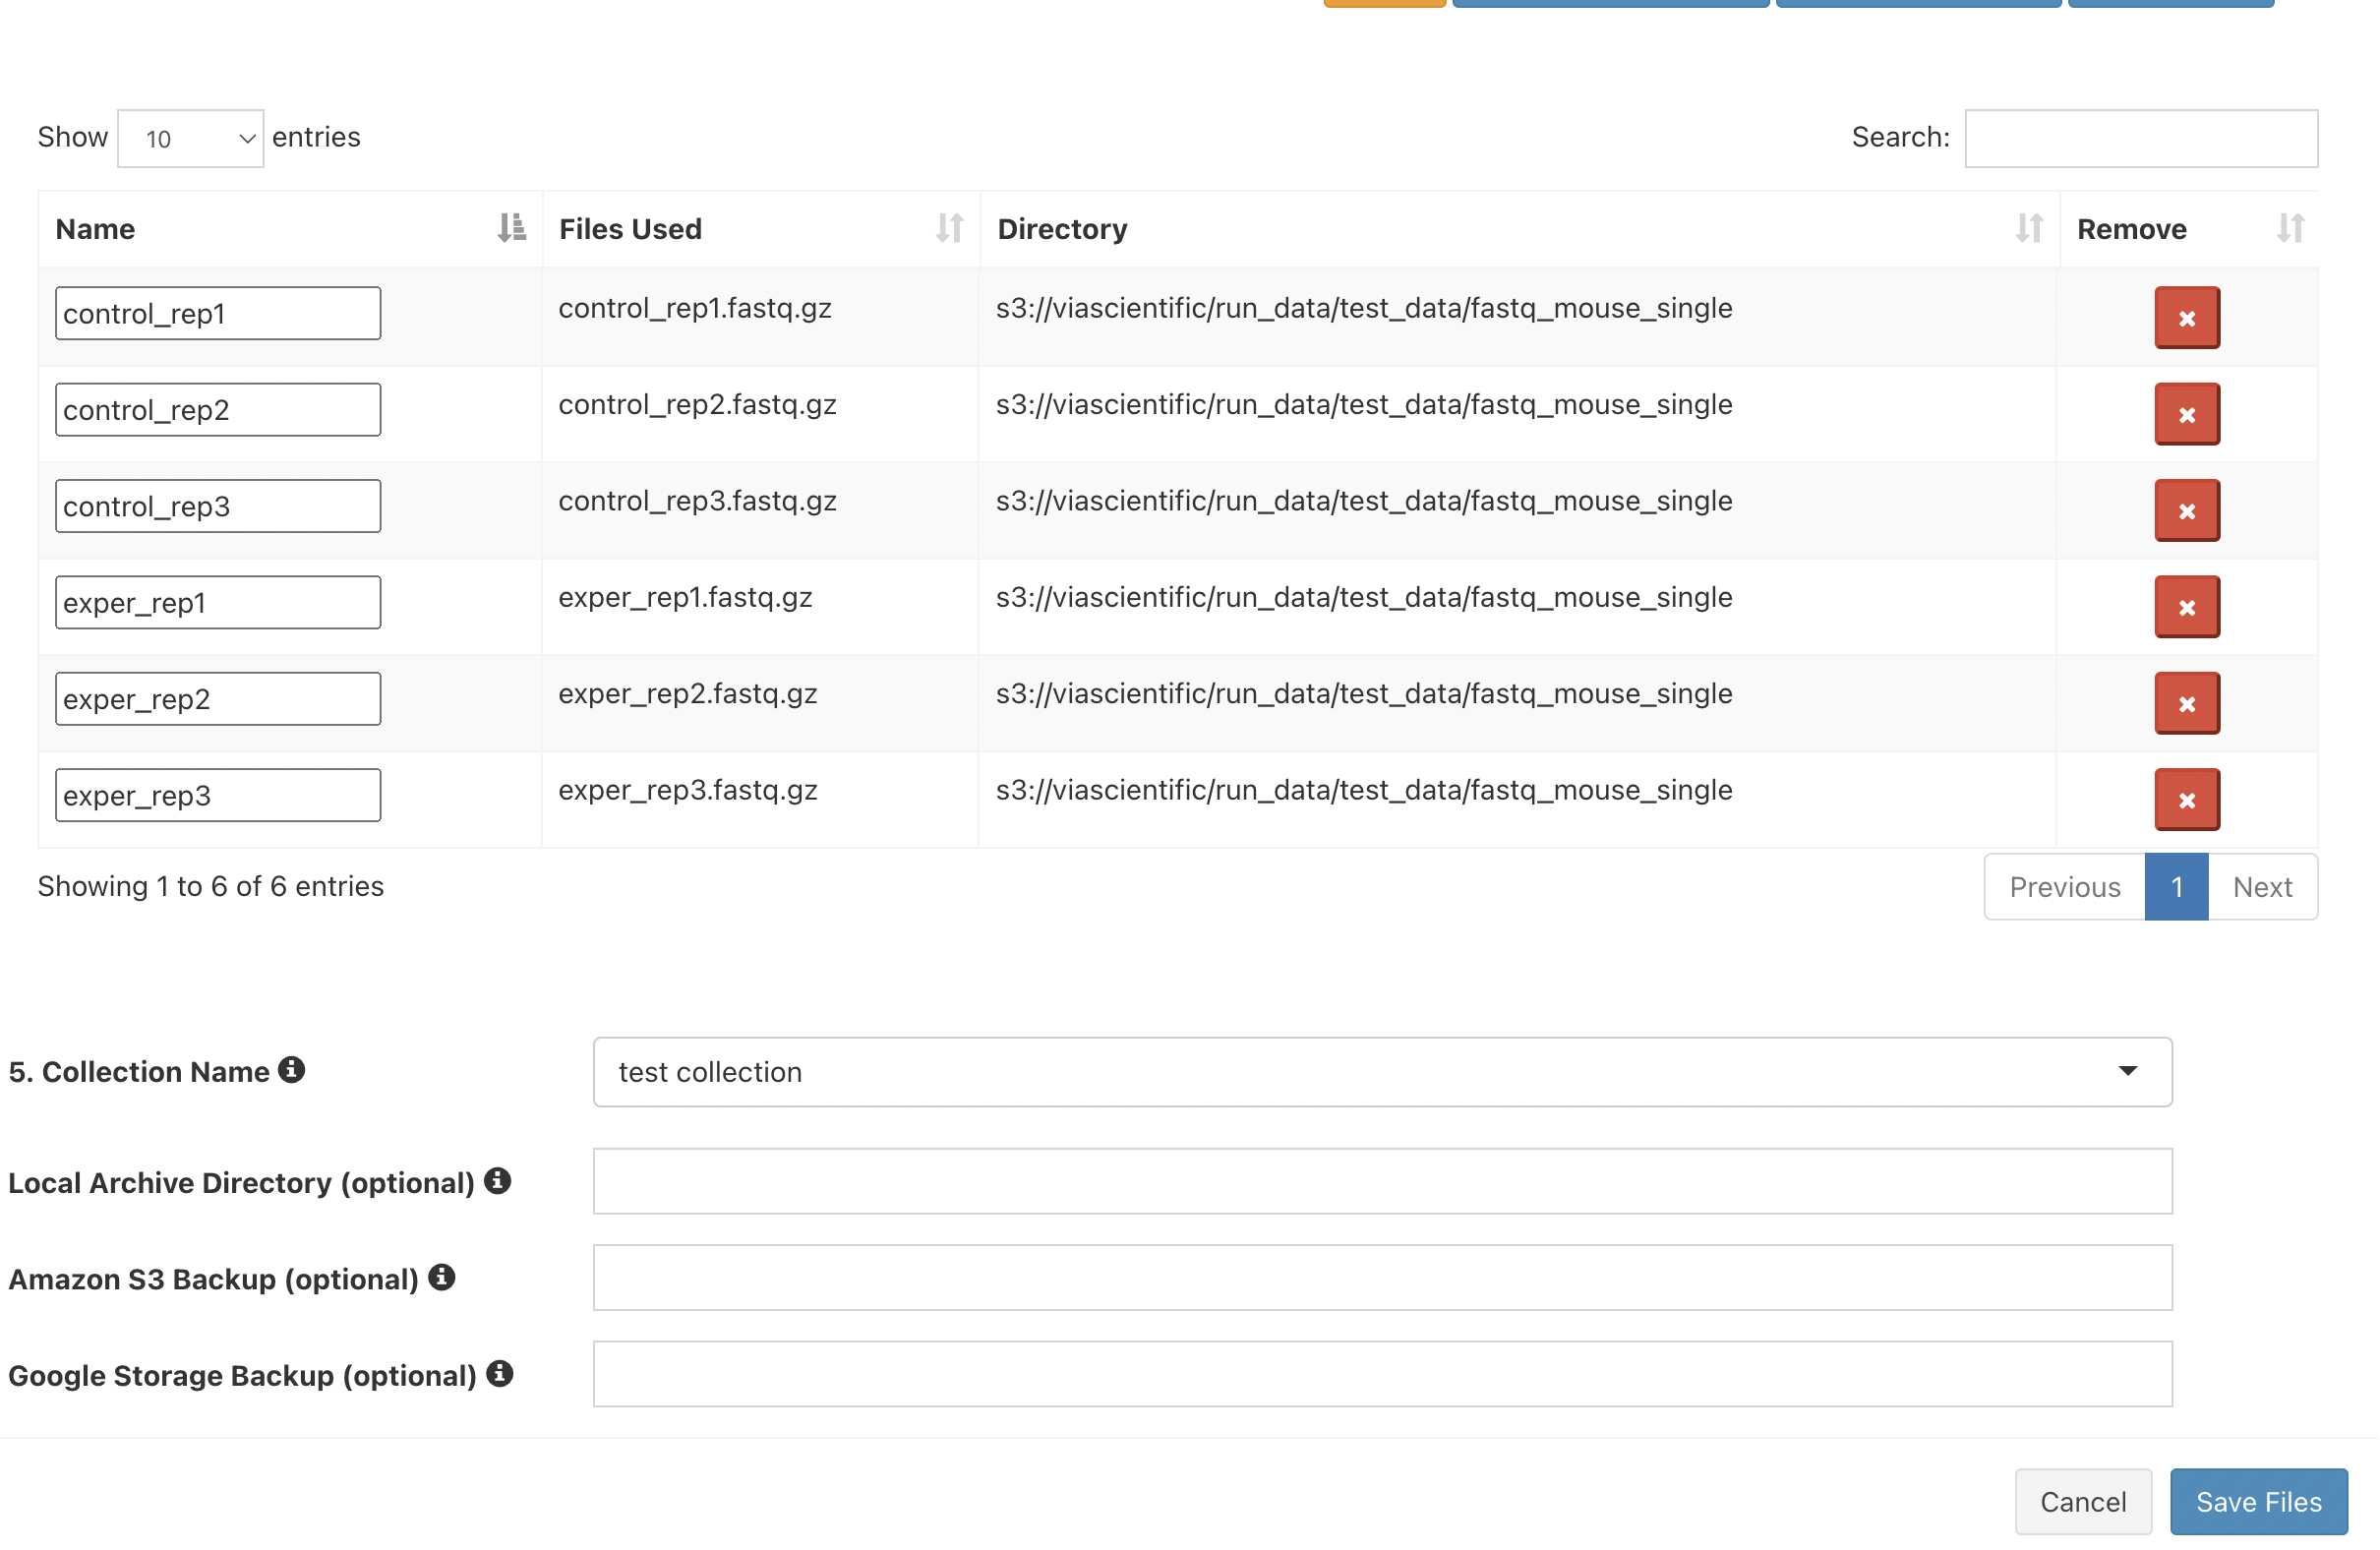 Show 10 entries Search:
Name Files Used Directory Remove
control_rep1 control_rep1.fastq.gz s3://viascientific/run_data/test_data/fastq_mouse_single
control_rep2 control_rep2.fastq.gz s3://viascientific/run_data/test_data/fastq_mouse_single
control_rep3 control_rep3.fastq.gz s3://viascientific/run_data/test_data/fastq_mouse_single
exper_rep1 exper_rep1.fastq.gz s3://viascientific/run_data/test_data/fastq_mouse_single
exper_rep2 exper_rep2.fastq.gz s3://viascientific/run_data/test_data/fastq_mouse_single
exper_rep3 exper_rep3.fastq.gz s3://viascientific/run_data/test_data/fastq_mouse_single
Showing 1 to 6 of 6 entries Previous 1 Next
5. Collection Name test collection
Local Archive Directory (optional)
Amazon S3 Backup (optional)
Google Storage Backup (optional)
Cancel Save Files